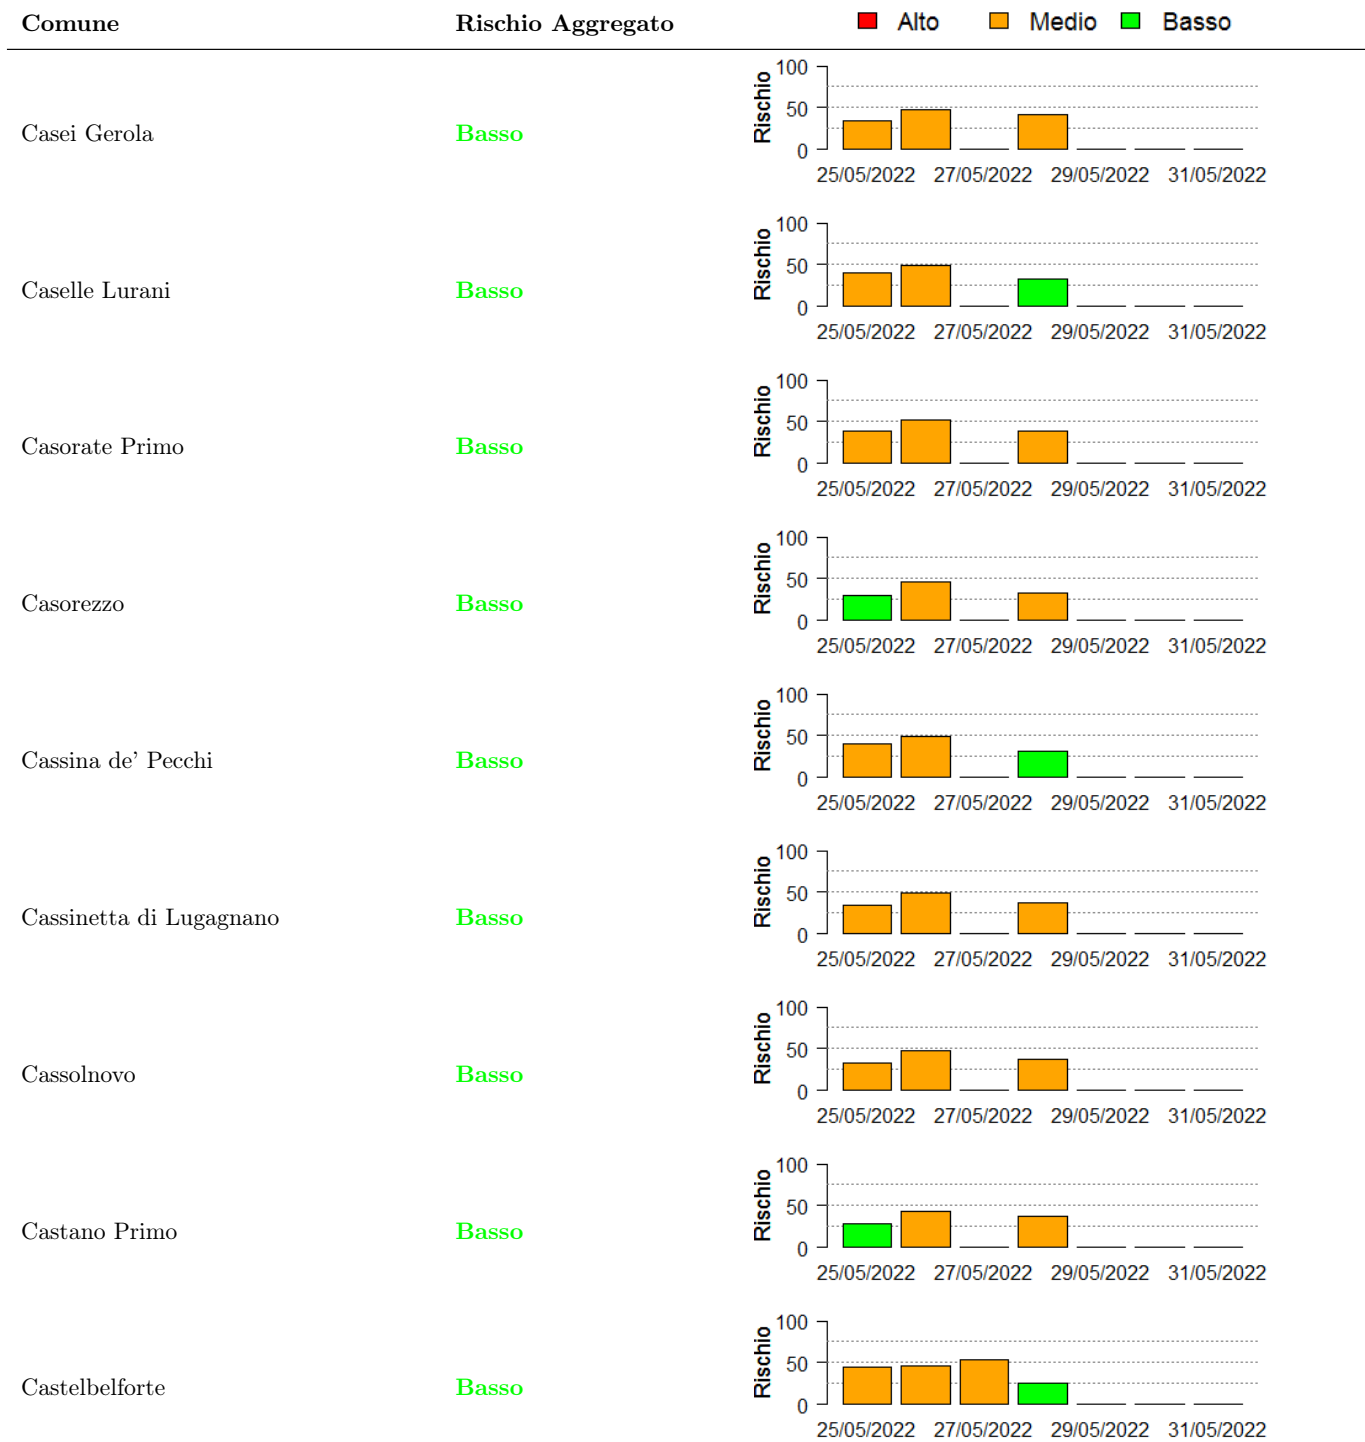 Comune Rischio Aggregato Alto Medio Basso
100
50
0
Rischio
Casei Gerola Basso
25/05/2022 27/05/2022 29/05/2022 31/05/2022
100
50
0
Rischio
Caselle Lurani Basso
25/05/2022 27/05/2022 29/05/2022 31/05/2022
100
50
0
Rischio
Casorate Primo Basso
25/05/2022 27/05/2022 29/05/2022 31/05/2022
100
50
0
Rischio
Casorezzo Basso
25/05/2022 27/05/2022 29/05/2022 31/05/2022
100
50
0
Rischio
Cassina de' Pecchi Basso
25/05/2022 27/05/2022 29/05/2022 31/05/2022
100
50
0
Rischio
Cassinetta di Lugagnano Basso
25/05/2022 27/05/2022 29/05/2022 31/05/2022
100
50
0
Rischio
Cassolnovo Basso
25/05/2022 27/05/2022 29/05/2022 31/05/2022
100
50
0
Rischio
Castano Primo Basso
25/05/2022 27/05/2022 29/05/2022 31/05/2022
100
50
0
Rischio
Castelbelforte Basso
25/05/2022 27/05/2022 29/05/2022 31/05/2022